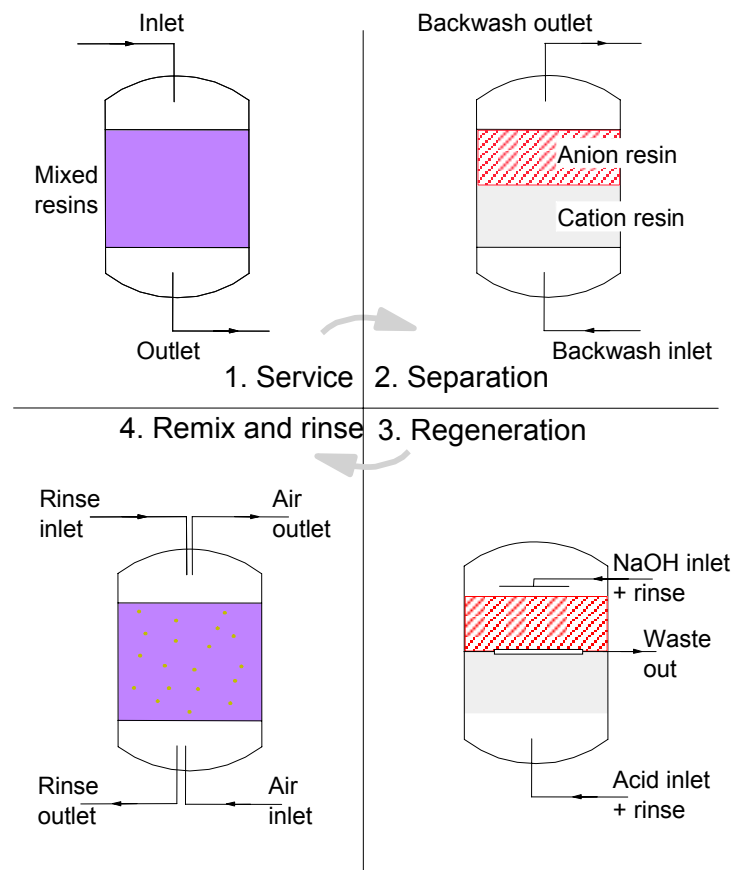 Inlet
Mixed
resins
Outlet
1. Service
Backwash outlet
Anion resin
Cation resin
Backwash inlet
2. Separation
4. Remix and rinse
Rinse
inlet
Air
outlet
Rinse
outlet
Air
inlet
3. Regeneration
NaOH inlet
+ rinse
Waste
out
Acid inlet
+ rinse